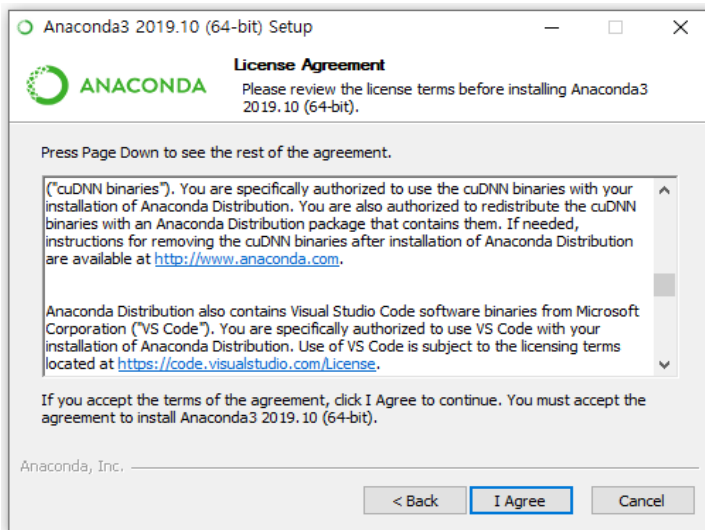 Anaconda3 2019.10 (64-bit) Setup
ANACONDA
License Agreement
Please review the license terms before installing Anaconda3
2019.10 (64-bit).
Press Page Down to see the rest of the agreement.
("cuDNN binaries"). You are specifically authorized to use the cuDNN binaries with your
installation of Anaconda Distribution. You are also authorized to redistribute the cuDNN
binaries with an Anaconda Distribution package that contains them. If needed,
instructions for removing the cuDNN binaries after installation of Anaconda Distribution
are available at http://www.anaconda.com.
Anaconda Distribution also contains Visual Studio Code software binaries from Microsoft
Corporation ("VS Code"). You are specifically authorized to use VS Code with your
installation of Anaconda Distribution. Use of VS Code is subject to the licensing terms
located at https://code.visualstudio.com/License.
If you accept the terms of the agreement, click I Agree to continue. You must accept the
agreement to install Anaconda3 2019.10 (64-bit).
Anaconda, Inc.
< Back
I Agree
Cancel